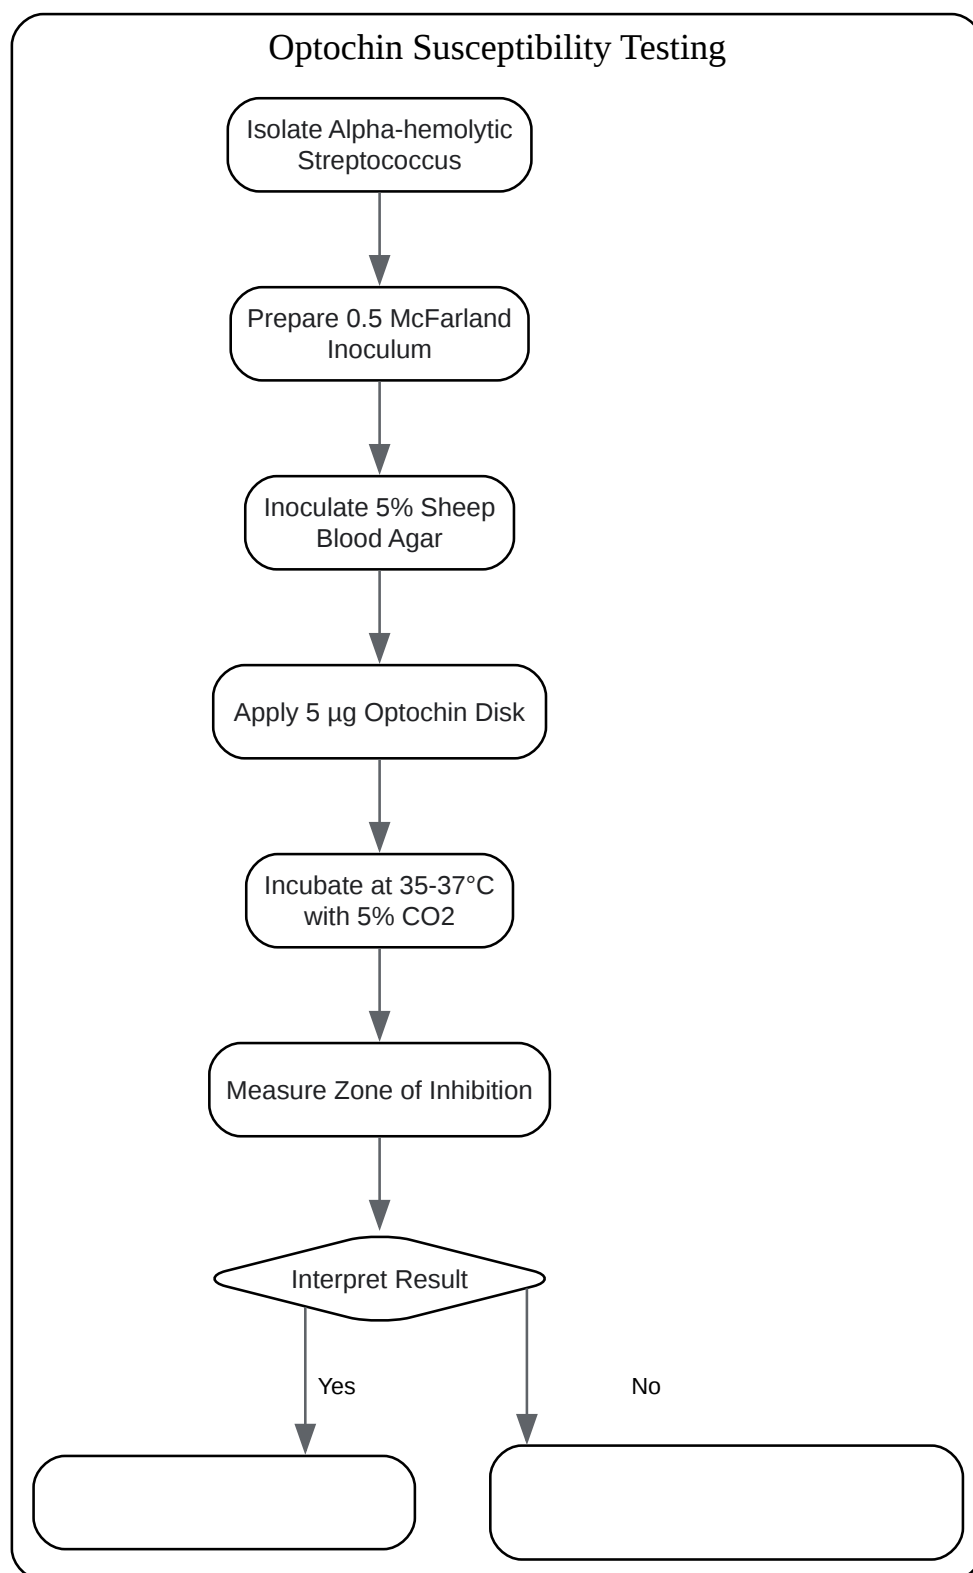 Optochin Susceptibility Testing
Isolate Alpha-hemolytic
Streptococcus
Prepare 0.5 McFarland
Inoculum
Inoculate 5% Sheep
Blood Agar
Apply 5 µg Optochin Disk
Incubate at 35-37°C
with 5% CO2
Measure Zone of Inhibition
Interpret Result
Yes
No